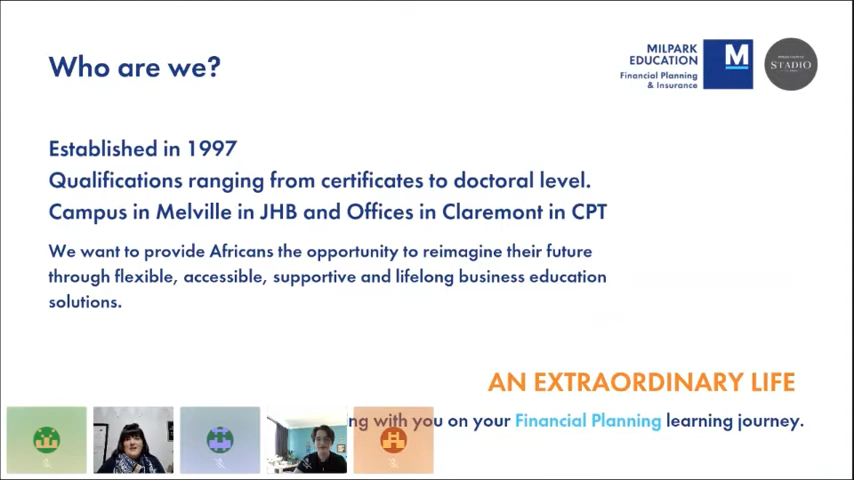 Who are we?
MILPARK
EDUCATION
Financial Planning
& Insurance
M
STADIO
Established in 1997
Qualifications ranging from certificates to doctoral level.
Campus in Melville in JHB and Offices in Claremont in CPT
We want to provide Africans the opportunity to reimagine their future
through flexible, accessible, supportive and lifelong business education
solutions.
AN EXTRAORDINARY LIFE
ng with you on your Financial Planning learning journey.